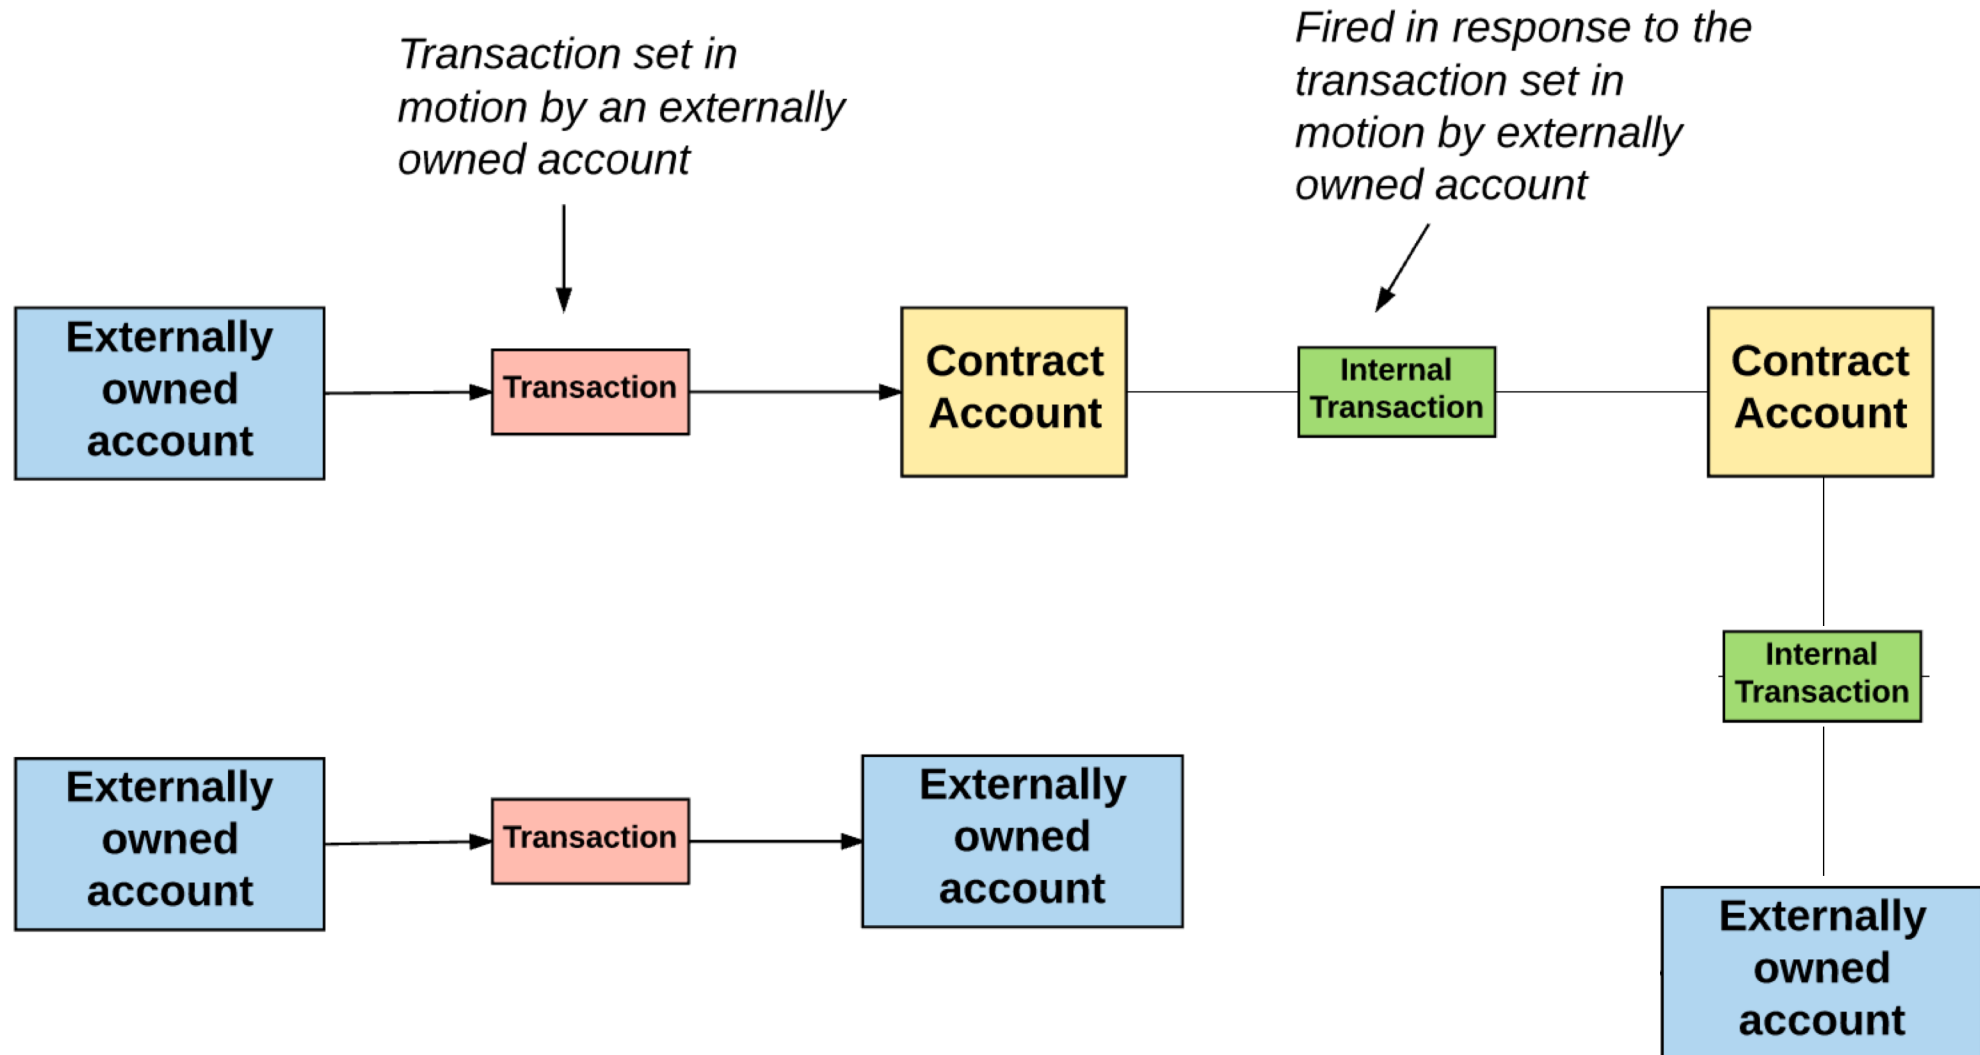 Transaction set in
motion by an externally
owned account
Fired in response to the
transaction set in
motion by externally
owned account
Externally
owned
account
Transaction
Contract
Account
Internal
Transaction
Contract
Account
Internal
Transaction
Externally
owned
account
Transaction
Externally
owned
account
Externally
owned
account